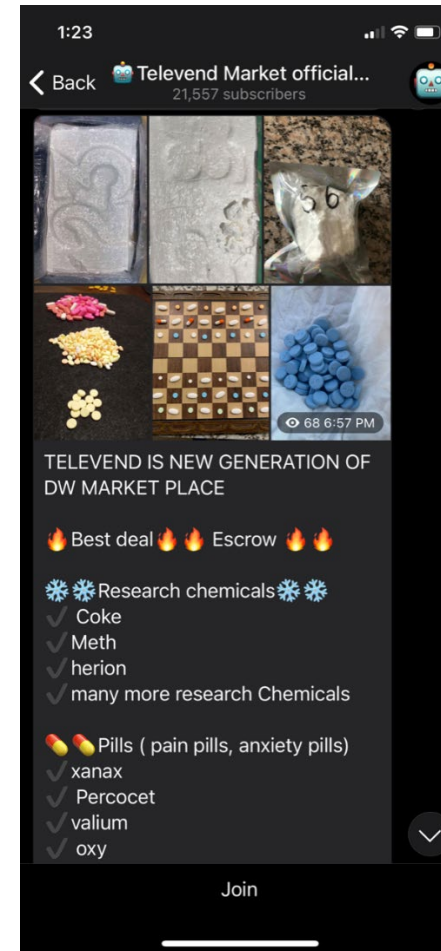 1:23
Back
🤖 Televend Market official...
21,557 subscribers
56
68 6:57 PM
TELEVEND IS NEW GENERATION OF
DW MARKET PLACE
🔥Best deal🔥🔥 Escrow 🔥🔥
❄️❄️Research chemicals❄️❄️
✔️ Coke
✔️Meth
✔️herion
✔️many more research Chemicals
💊💊Pills ( pain pills, anxiety pills)
✔️xanax
✔️ Percocet
✔️valium
✔️ oxy
Join